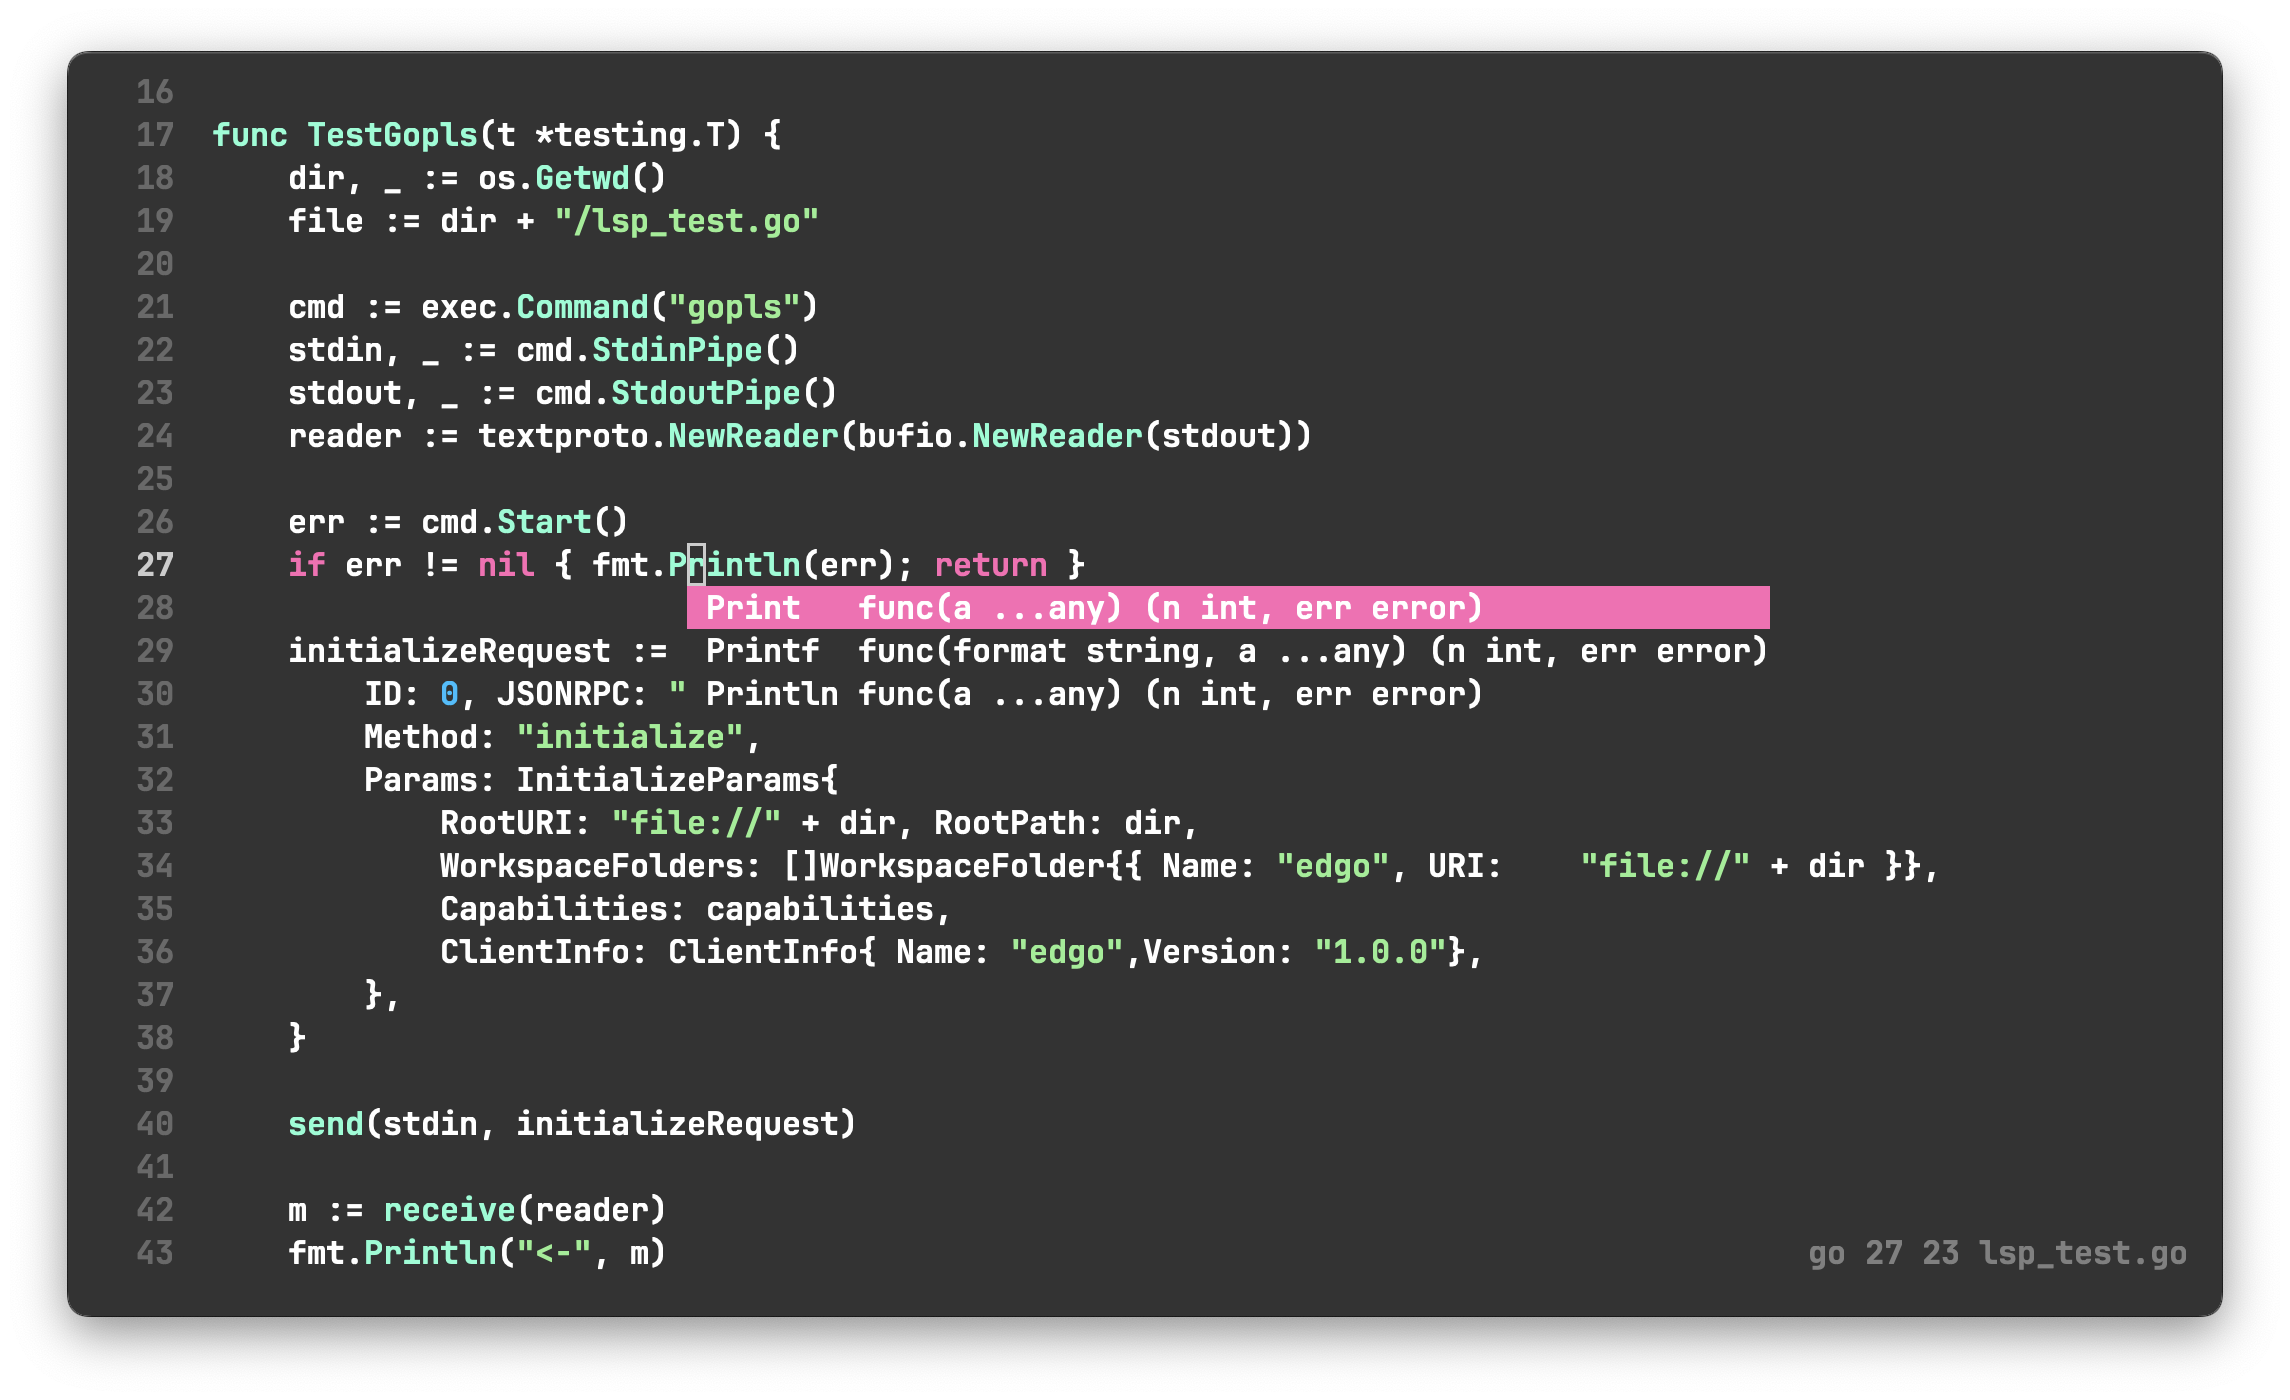 16
17  func TestGopls(t *testing.T) {
18      dir, _ := os.Getwd()
19      file := dir + "/lsp_test.go"
20
21      cmd := exec.Command("gopls")
22      stdin, _ := cmd.StdinPipe()
23      stdout, _ := cmd.StdoutPipe()
24      reader := textproto.NewReader(bufio.NewReader(stdout))
25
26      err := cmd.Start()
27      if err != nil { fmt.Println(err); return }
28                           Print   func(a ...any) (n int, err error)
29      initializeRequest :=  Printf  func(format string, a ...any) (n int, err error)
30          ID: 0, JSONRPC: " Println func(a ...any) (n int, err error)
31          Method: "initialize",
32          Params: InitializeParams{
33              RootURI: "file://" + dir, RootPath: dir,
34              WorkspaceFolders: []WorkspaceFolder{{ Name: "edgo", URI:    "file://" + dir }},
35              Capabilities: capabilities,
36              ClientInfo: ClientInfo{ Name: "edgo",Version: "1.0.0"},
37          },
38      }
39
40      send(stdin, initializeRequest)
41
42      m := receive(reader)
43      fmt.Println("<-", m)    go 27 23 lsp_test.go